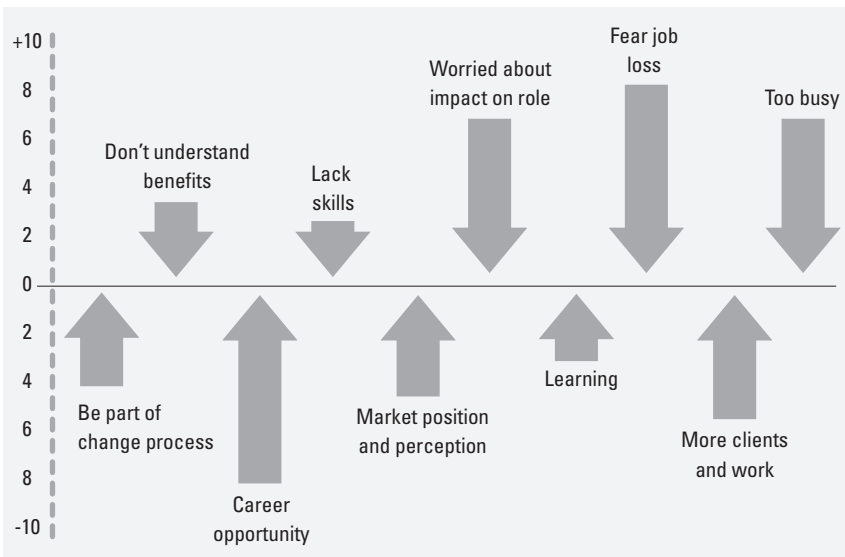 +10
8
6
4
2
0
2
4
6
8
-10
Don't understand
benefits
Lack
skills
Worried about
impact on role
Fear job
loss
Too busy
Be part of
change process
Career
opportunity
Market position
and perception
Learning
More clients
and work